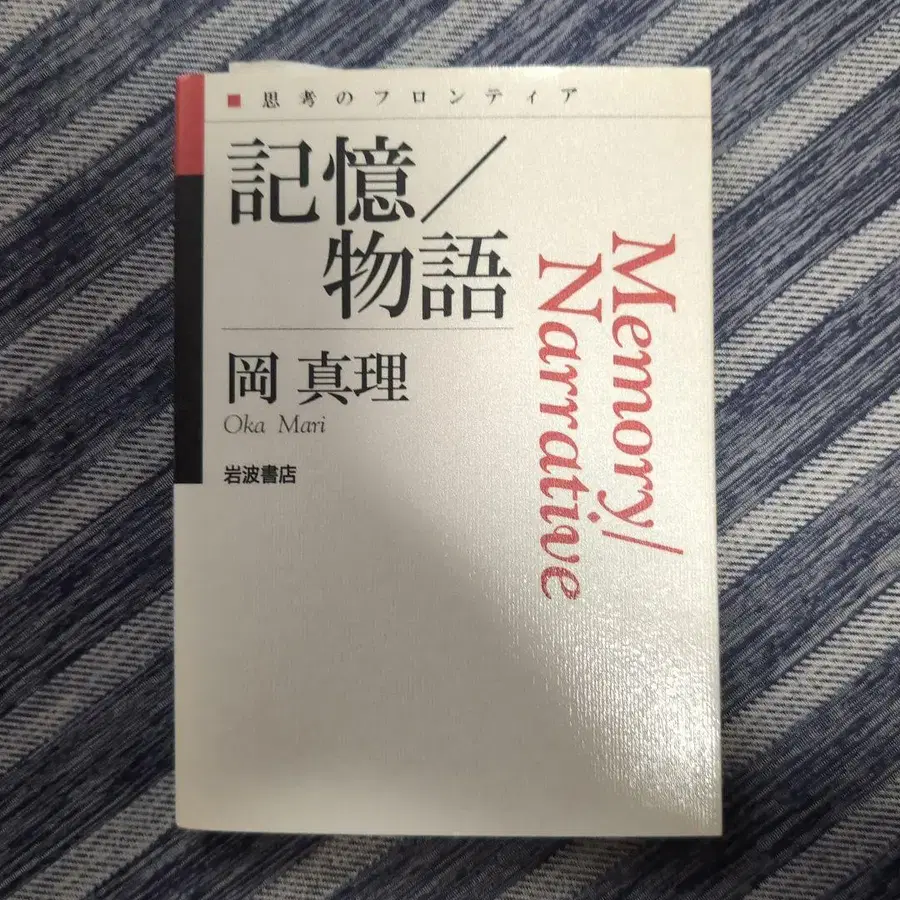 ■思考のフロンティア
記憶／
物語
岡 真理
Oka Mari
岩波書店
Memory/
Narrative